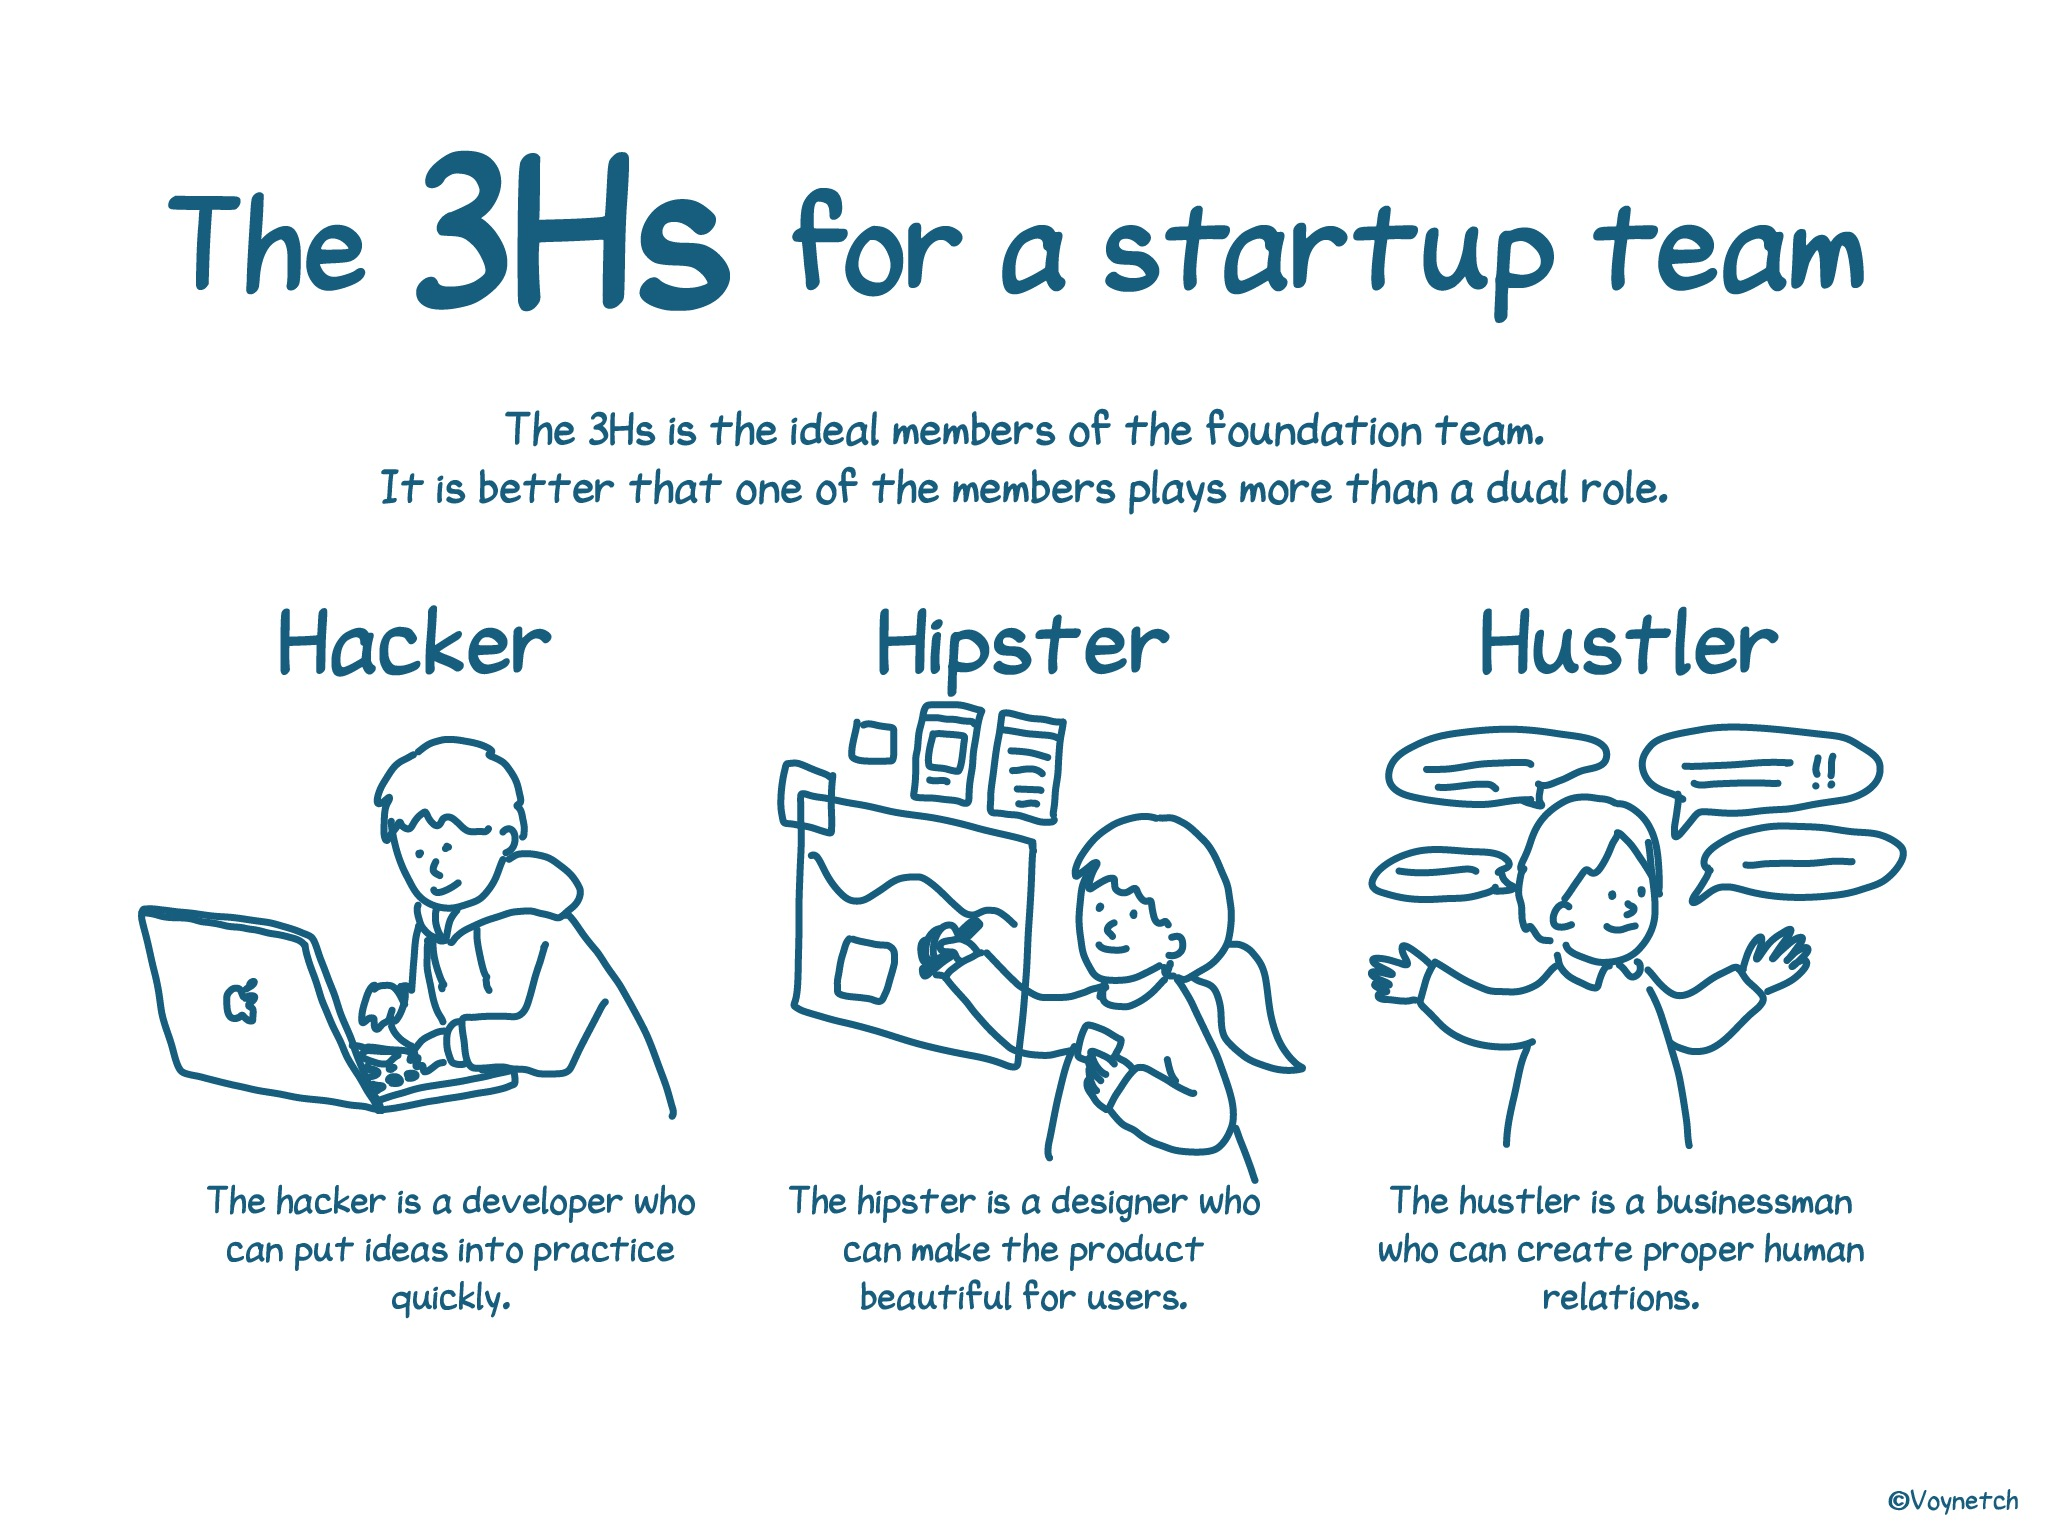 The 3Hs for a startup team
The 3Hs is the ideal members of the foundation team.
It is better that one of the members plays more than a dual role.
Hacker
The hacker is a developer who
can put ideas into practice
quickly.
Hipster
The hipster is a designer who
can make the product
beautiful for users.
Hustler
!!
The hustler is a businessman
who can create proper human
relations.
©Voynetch